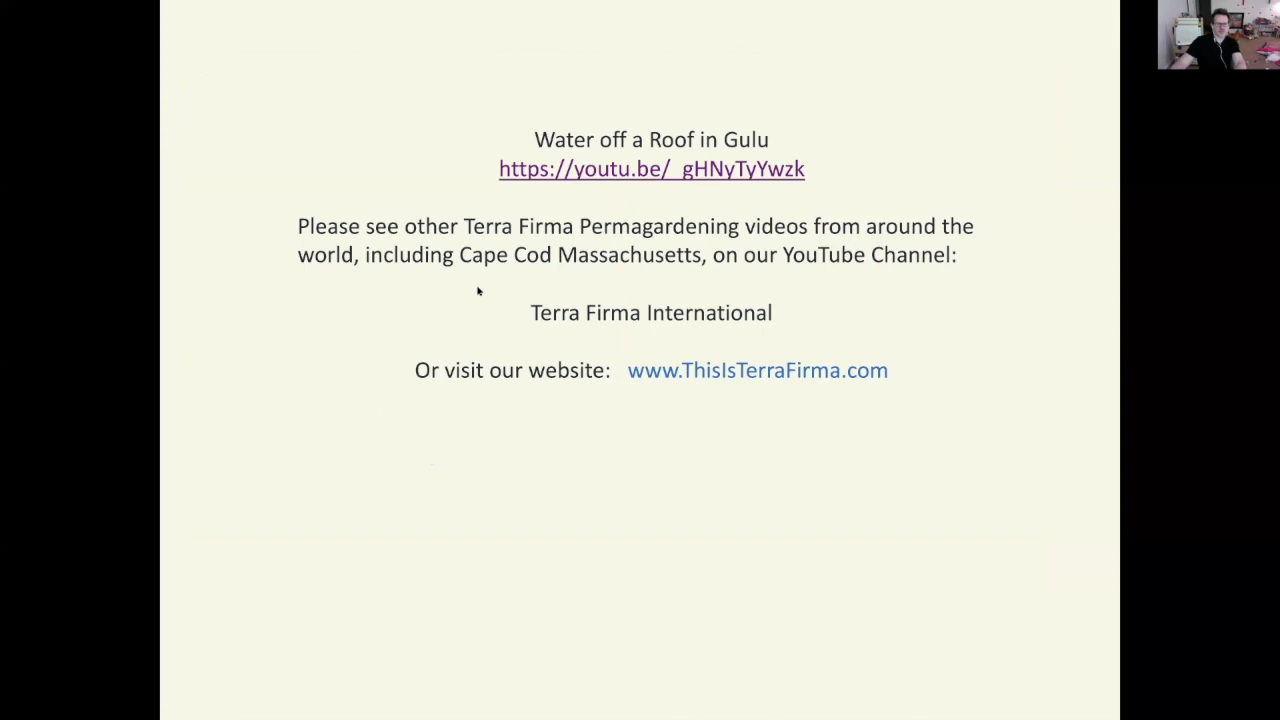 Water off a Roof in Gulu
https://youtu.be/_gHNyTyYwzk
Please see other Terra Firma Permagardening videos from around the
world, including Cape Cod Massachusetts, on our YouTube Channel:
Terra Firma International
Or visit our website: www.ThisIsTerraFirma.com